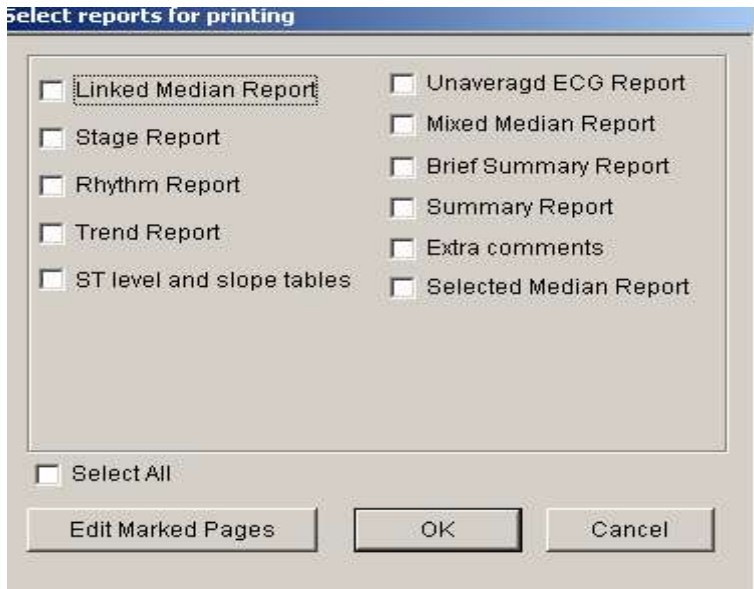 Select reports for printing
Linked Median Report
Stage Report
Rhythm Report
Trend Report
ST level and slope tables
Unaveragd ECG Report
Mixed Median Report
Brief Summary Report
Summary Report
Extra comments
Selected Median Report
Select All
Edit Marked Pages
OK
Cancel